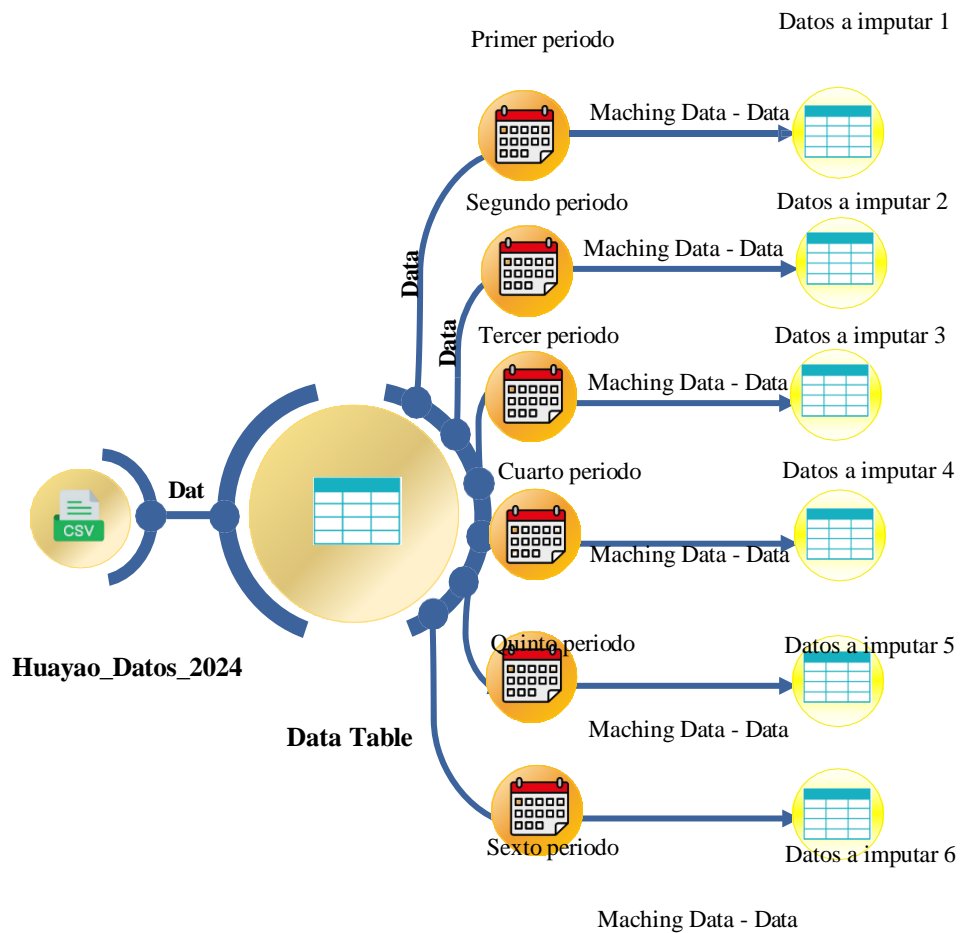 Datos a imputar 1
Primer periodo
Maching Data - Data
Segundo periodo
Datos a imputar 2
Maching Data - Data
Data
Tercer periodo
Datos a imputar 3
Data
Maching Data - Data
Cuarto periodo
Datos a imputar 4
Dat
CSV
Maching Data - Data
Quinto periodo
Datos a imputar 5
Huayao_Datos_2024
Data Table
Maching Data - Data
Sexto periodo
Datos a imputar 6
Maching Data - Data